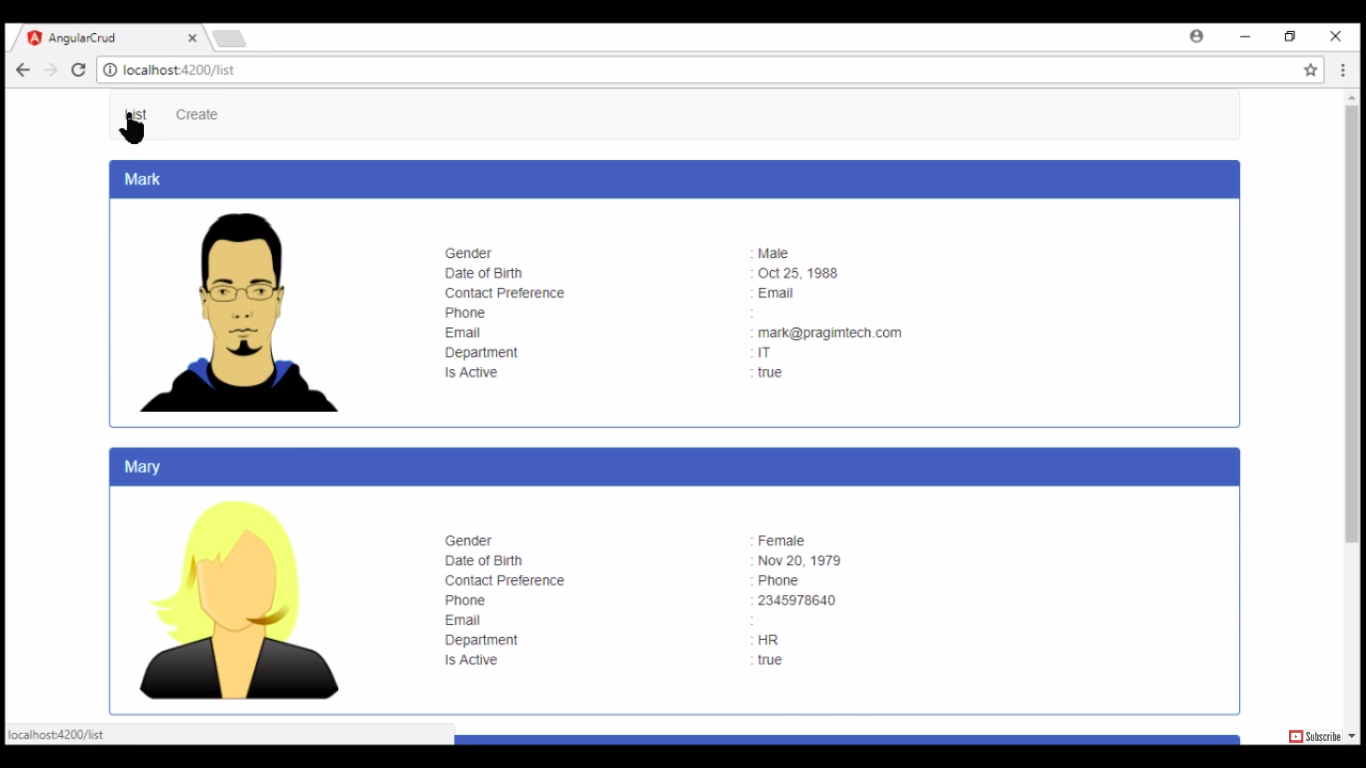 AngularCrud
localhost:4200/list
List Create
Mark
Gender : Male
Date of Birth : Oct 25, 1988
Contact Preference : Email
Phone :
Email : mark@pragimtech.com
Department : IT
Is Active : true
Mary
Gender : Female
Date of Birth : Nov 20, 1979
Contact Preference : Phone
Phone : 2345978640
Email :
Department : HR
Is Active : true
localhost:4200/list
Subscribe